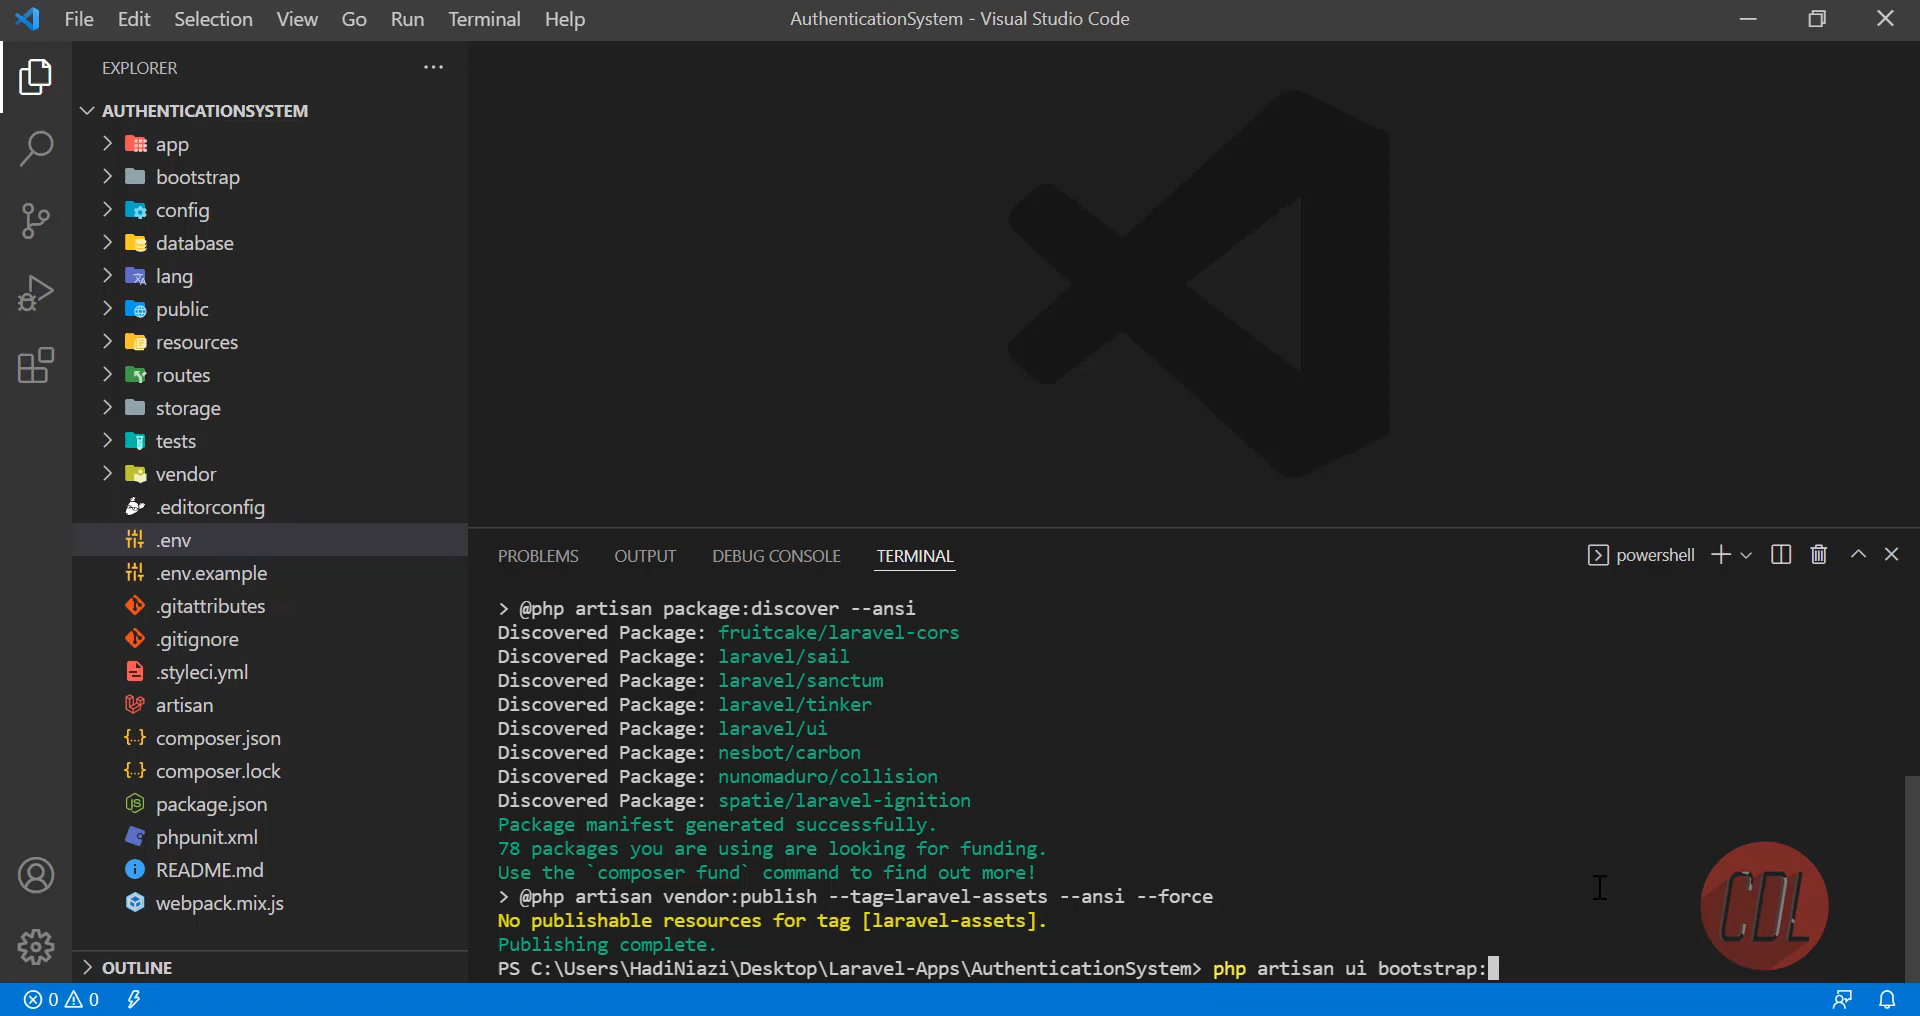 File Edit Selection View Go Run Terminal Help
AuthenticationSystem - Visual Studio Code
EXPLORER
AUTHENTICATIONSYSTEM
app
bootstrap
config
database
lang
public
resources
routes
storage
tests
vendor
.editorconfig
.env
.env.example
.gitattributes
.gitignore
.styleci.yml
artisan
composer.json
composer.lock
package.json
phpunit.xml
README.md
webpack.mix.js
OUTLINE
PROBLEMS OUTPUT DEBUG CONSOLE TERMINAL
powershell
> @php artisan package:discover --ansi
Discovered Package: fruitcake/laravel-cors
Discovered Package: laravel/sail
Discovered Package: laravel/sanctum
Discovered Package: laravel/tinker
Discovered Package: laravel/ui
Discovered Package: nesbot/carbon
Discovered Package: nunomaduro/collision
Discovered Package: spatie/laravel-ignition
Package manifest generated successfully.
78 packages you are using are looking for funding.
Use the `composer fund` command to find out more!
> @php artisan vendor:publish --tag=laravel-assets --ansi --force
No publishable resources for tag [laravel-assets].
Publishing complete.
PS C:\Users\HadiNiazi\Desktop\Laravel-Apps\AuthenticationSystem> php artisan ui bootstrap:
CDL
0 0